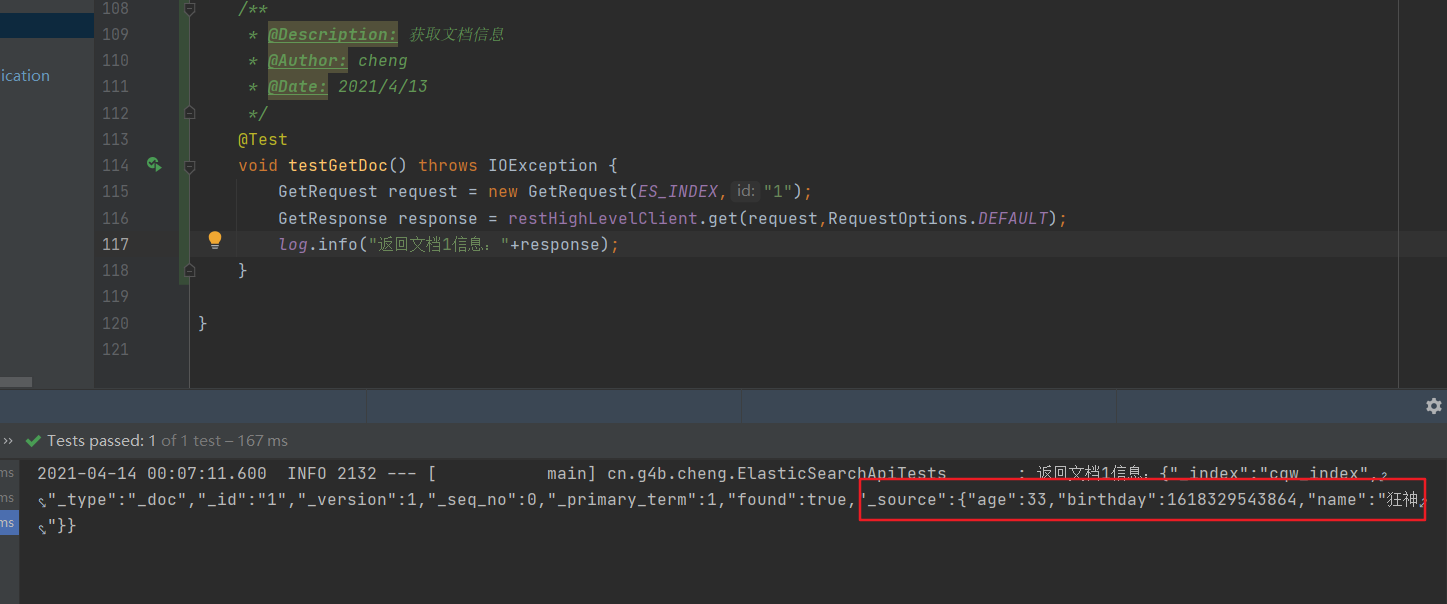 108 /**
109 * @Description: 获取文档信息
ication
110 * @Author: cheng
111 * @Date: 2021/4/13
112 */
113 @Test
114 void testGetDoc() throws IOException {
115 GetRequest request = new GetRequest(ES_INDEX, id: "1");
116 GetResponse response = restHighLevelClient.get(request,RequestOptions.DEFAULT);
117 log.info("返回文档1信息："+response);
118 }
119
120 }
121
›› Tests passed: 1 of 1 test – 167 ms
ms 2021-04-14 00:07:11.600 INFO 2132 --- [ main] cn.g4b.cheng.ElasticSearchApiTests : 返回文档1信息：{"_index":"cqw_index",
ms "_type":"_doc","_id":"1","_version":1,"_seq_no":0,"_primary_term":1,"found":true,"_source":{"age":33,"birthday":1618329543864,"name":"狂神
ms "}}